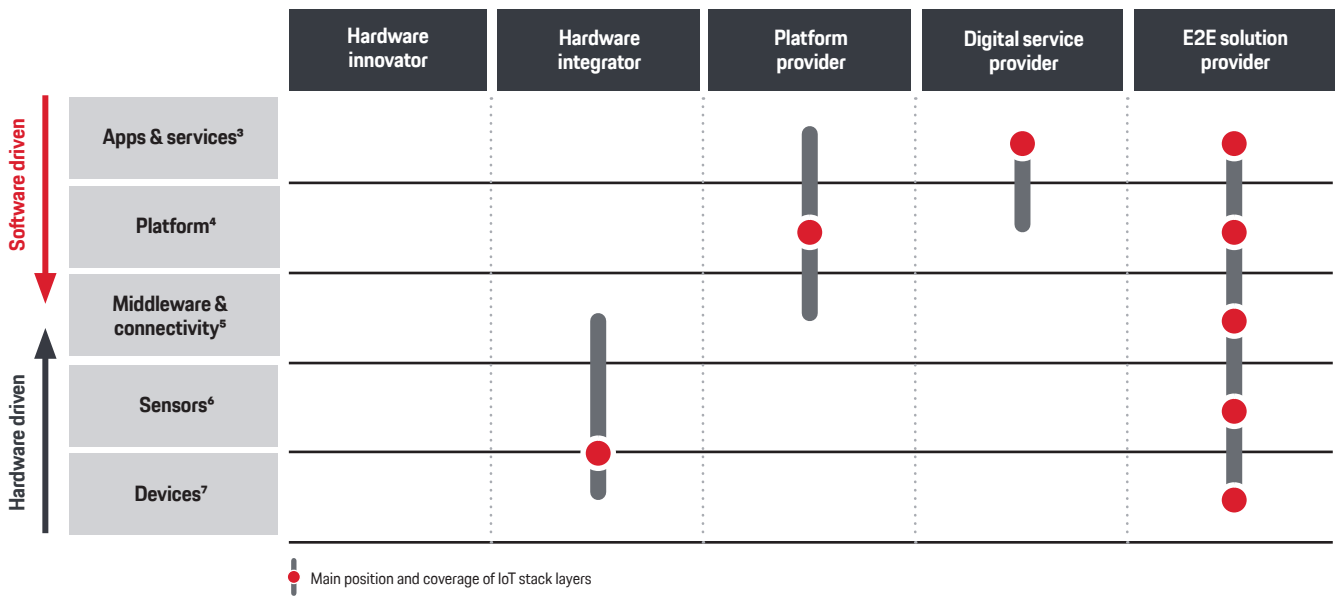 Hardware
innovator
Hardware
integrator
Platform
provider
Digital service
provider
E2E solution
provider
Software driven
Hardware driven
Apps & services³
Platform⁴
Middleware &
connectivity⁵
Sensors⁶
Devices⁷
Main position and coverage of IoT stack layers